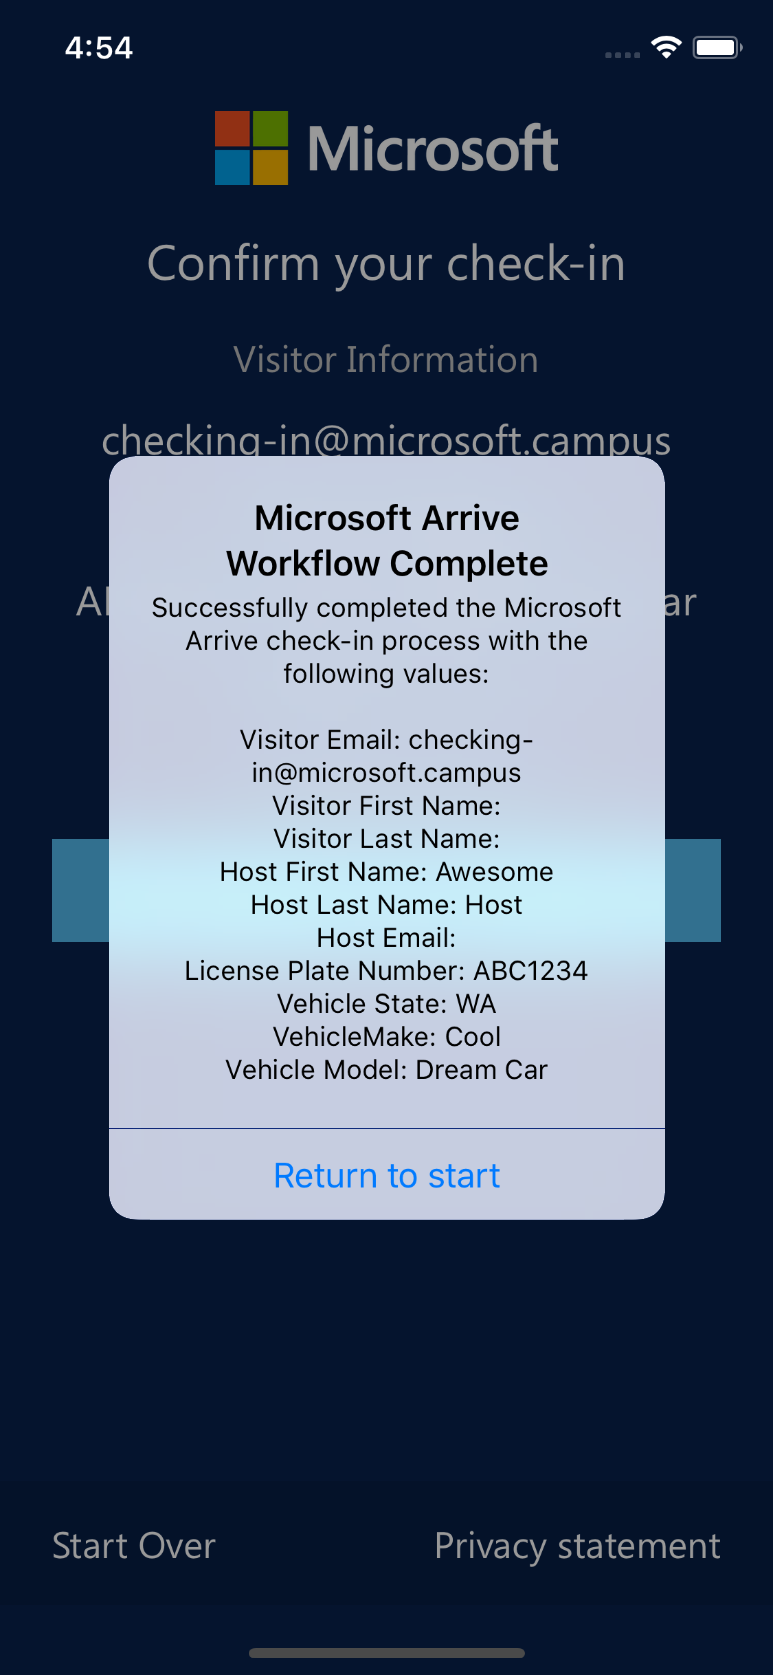 4:54
Microsoft
Confirm your check-in
Visitor Information
checking-in@microsoft.campus
Microsoft Arrive
Workflow Complete
Successfully completed the Microsoft
Arrive check-in process with the
following values:
Visitor Email: checking-
in@microsoft.campus
Visitor First Name:
Visitor Last Name:
Host First Name: Awesome
Host Last Name: Host
Host Email:
License Plate Number: ABC1234
Vehicle State: WA
VehicleMake: Cool
Vehicle Model: Dream Car
Return to start
Start Over
Privacy statement